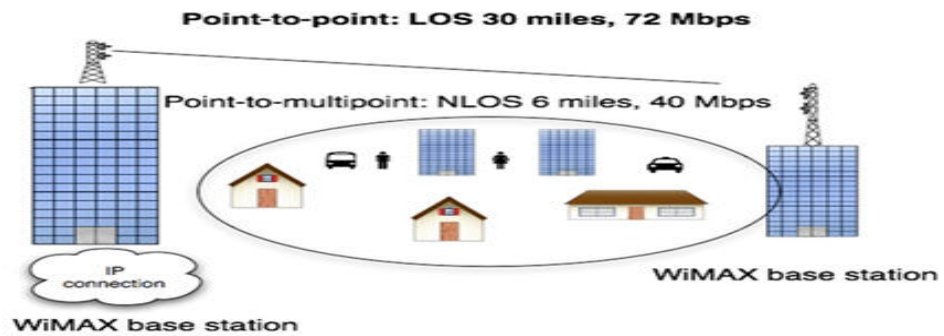 Point-to-point: LOS 30 miles, 72 Mbps
Point-to-multipoint: NLOS 6 miles, 40 Mbps
IP
connection
WiMAX base station
WiMAX base station